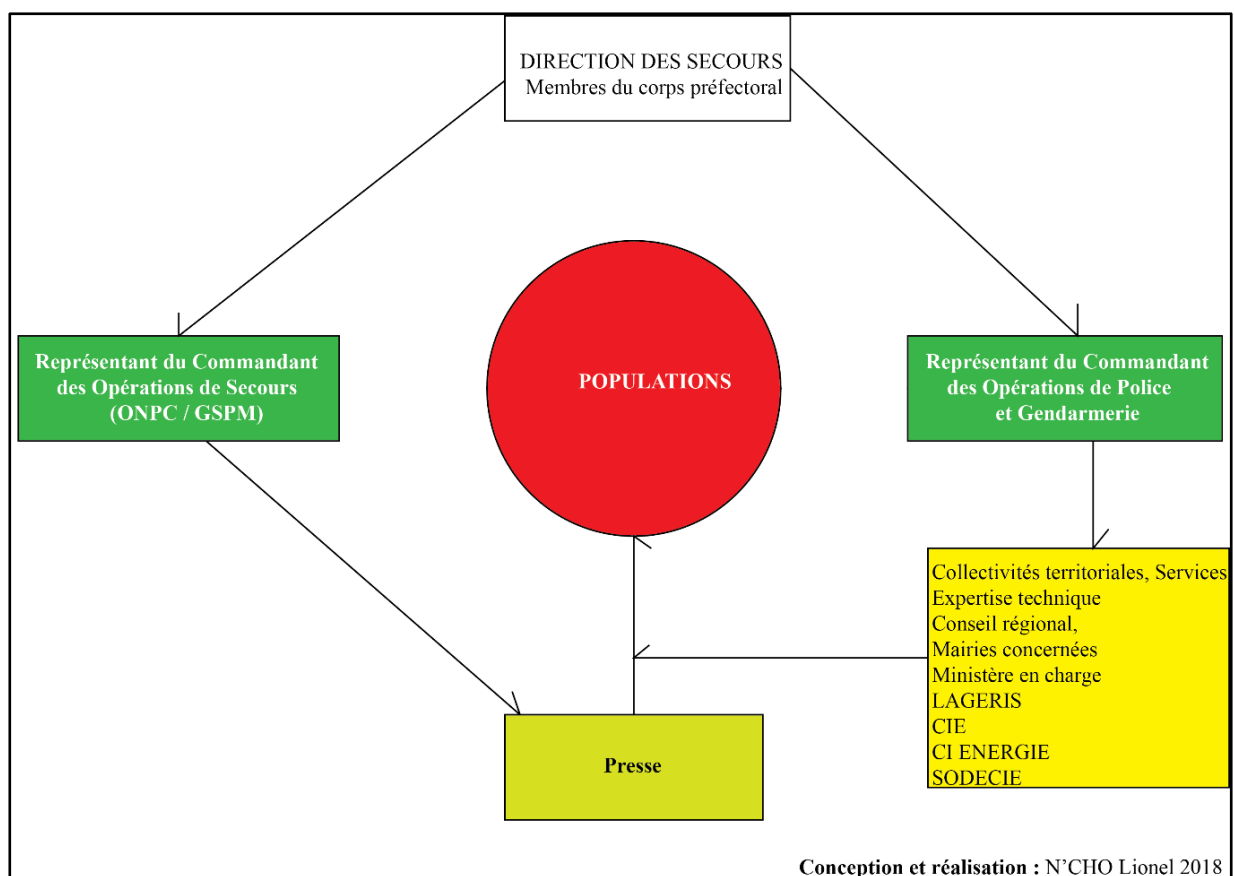 DIRECTION DES SECOURS
Membres du corps préfectoral
Représentant du Commandant
des Opérations de Secours
(ONPC / GSPM)
POPULATIONS
Représentant du Commandant
des Opérations de Police
et Gendarmerie
Collectivités territoriales, Services
Expertise technique
Conseil régional,
Mairies concernées
Ministère en charge
LAGERIS
CIE
CI ENERGIE
SODECIE
Presse
Conception et réalisation : N'CHO Lionel 2018